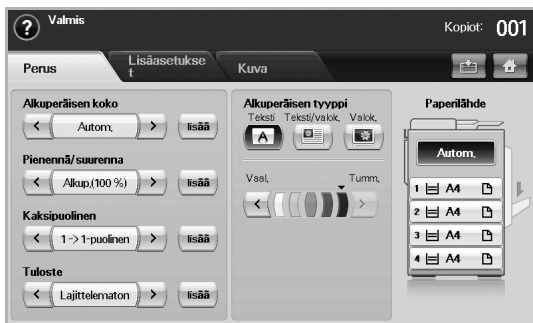 ? Valmis
Kopiot: 001
Perus
Lisäasetukse
t
Kuva
Alkuperäisen koko
< Autom. > lisää
Pienennä/suurenna
< Alkup.(100 %) > lisää
Kaksipuolinen
< 1 -> 1-puolinen > lisää
Tuloste
< Lajittelematon > lisää
Alkuperäisen tyyppi
Teksti Teksti/valok. Valok.
A
Vaal. Tumm.
< >
Paperilähde
Autom.
1 A4
2 A4
3 A4
4 A4